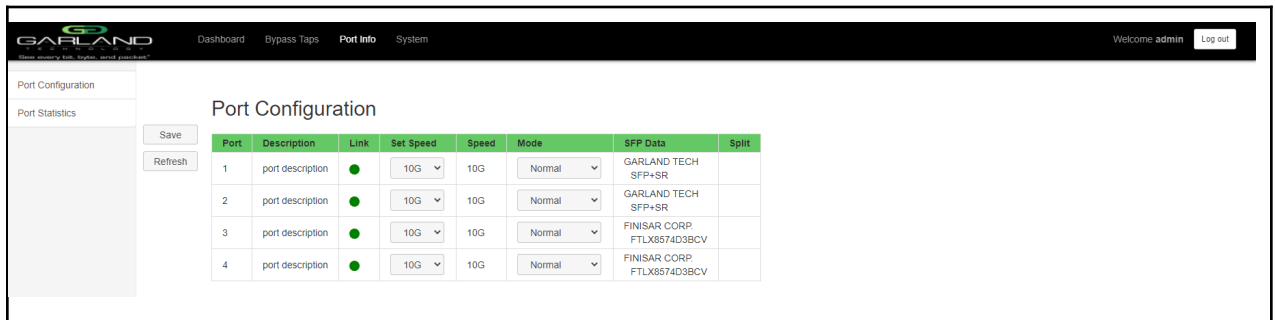 GARLAND
TECHNOLOGY
See every bit, byte, and packet™
Dashboard Bypass Taps Port Info System Welcome admin Log out
Port Configuration
Port Statistics
Save
Refresh
Port Configuration
Port Description Link Set Speed Speed Mode SFP Data Split
1 port description 10G 10G Normal GARLAND TECH
SFP+SR
2 port description 10G 10G Normal GARLAND TECH
SFP+SR
3 port description 10G 10G Normal FINISAR CORP.
FTLX8574D3BCV
4 port description 10G 10G Normal FINISAR CORP.
FTLX8574D3BCV